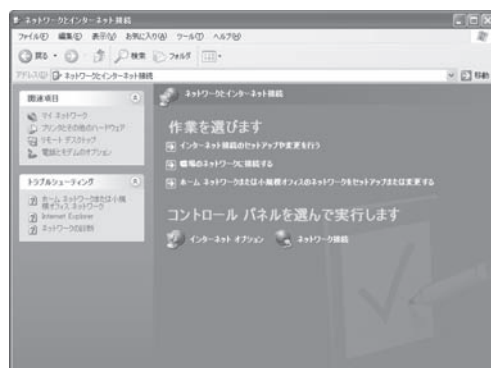 ネットワークとインターネット接続
ファイル(F) 編集(E) 表示(V) お気に入り(A) ツール(T) ヘルプ(H)
戻る 検索 フォルダ
アドレス(D) ネットワークとインターネット接続 移動
関連項目
マイ ネットワーク
プリンタとその他のハードウェア
リモート デスクトップ
電話とモデムのオプション
トラブルシューティング
ホーム ネットワークまたは小規
模オフィス ネットワーク
Internet Explorer
ネットワークの診断
ネットワークとインターネット接続
作業を選びます
インターネット接続のセットアップや変更を行う
職場のネットワークに接続する
ホーム ネットワークまたは小規模オフィスのネットワークをセットアップまたは変更する
コントロール パネルを選んで実行します
インターネット オプション ネットワーク接続